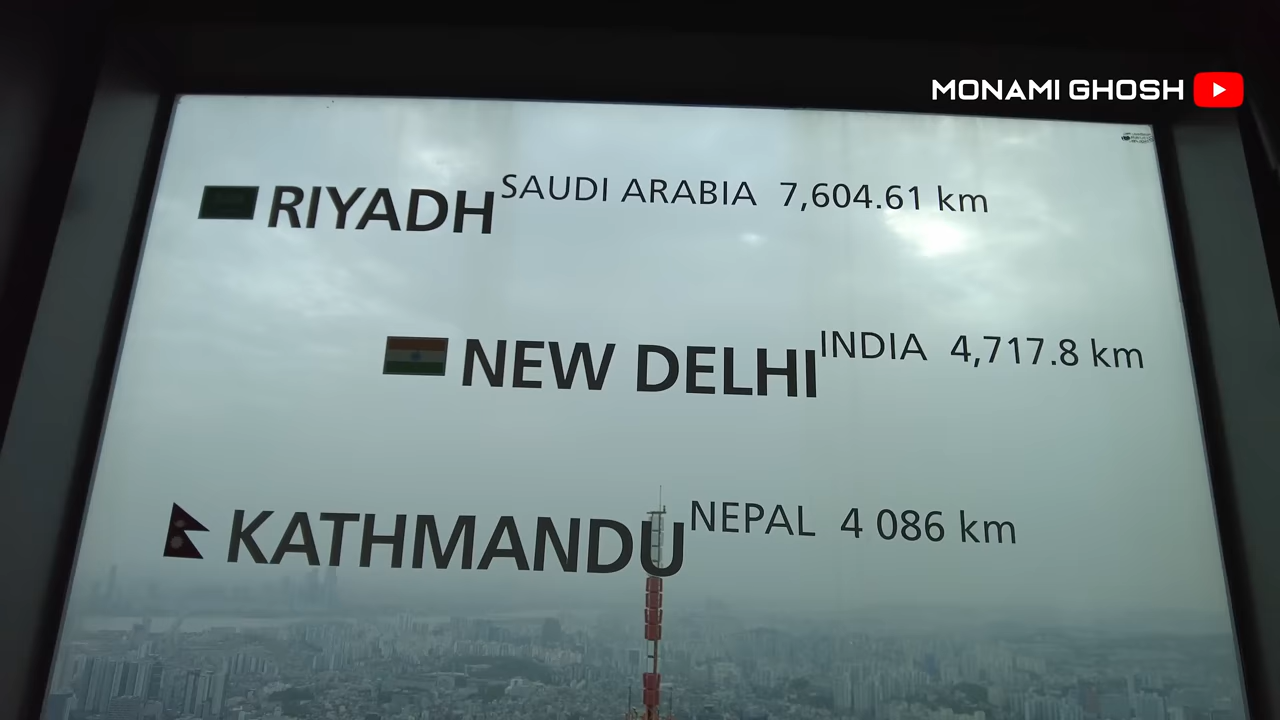 MONAMI GHOSH
RIYADH SAUDI ARABIA 7,604.61 km
NEW DELHI INDIA 4,717.8 km
KATHMANDU NEPAL 4 086 km